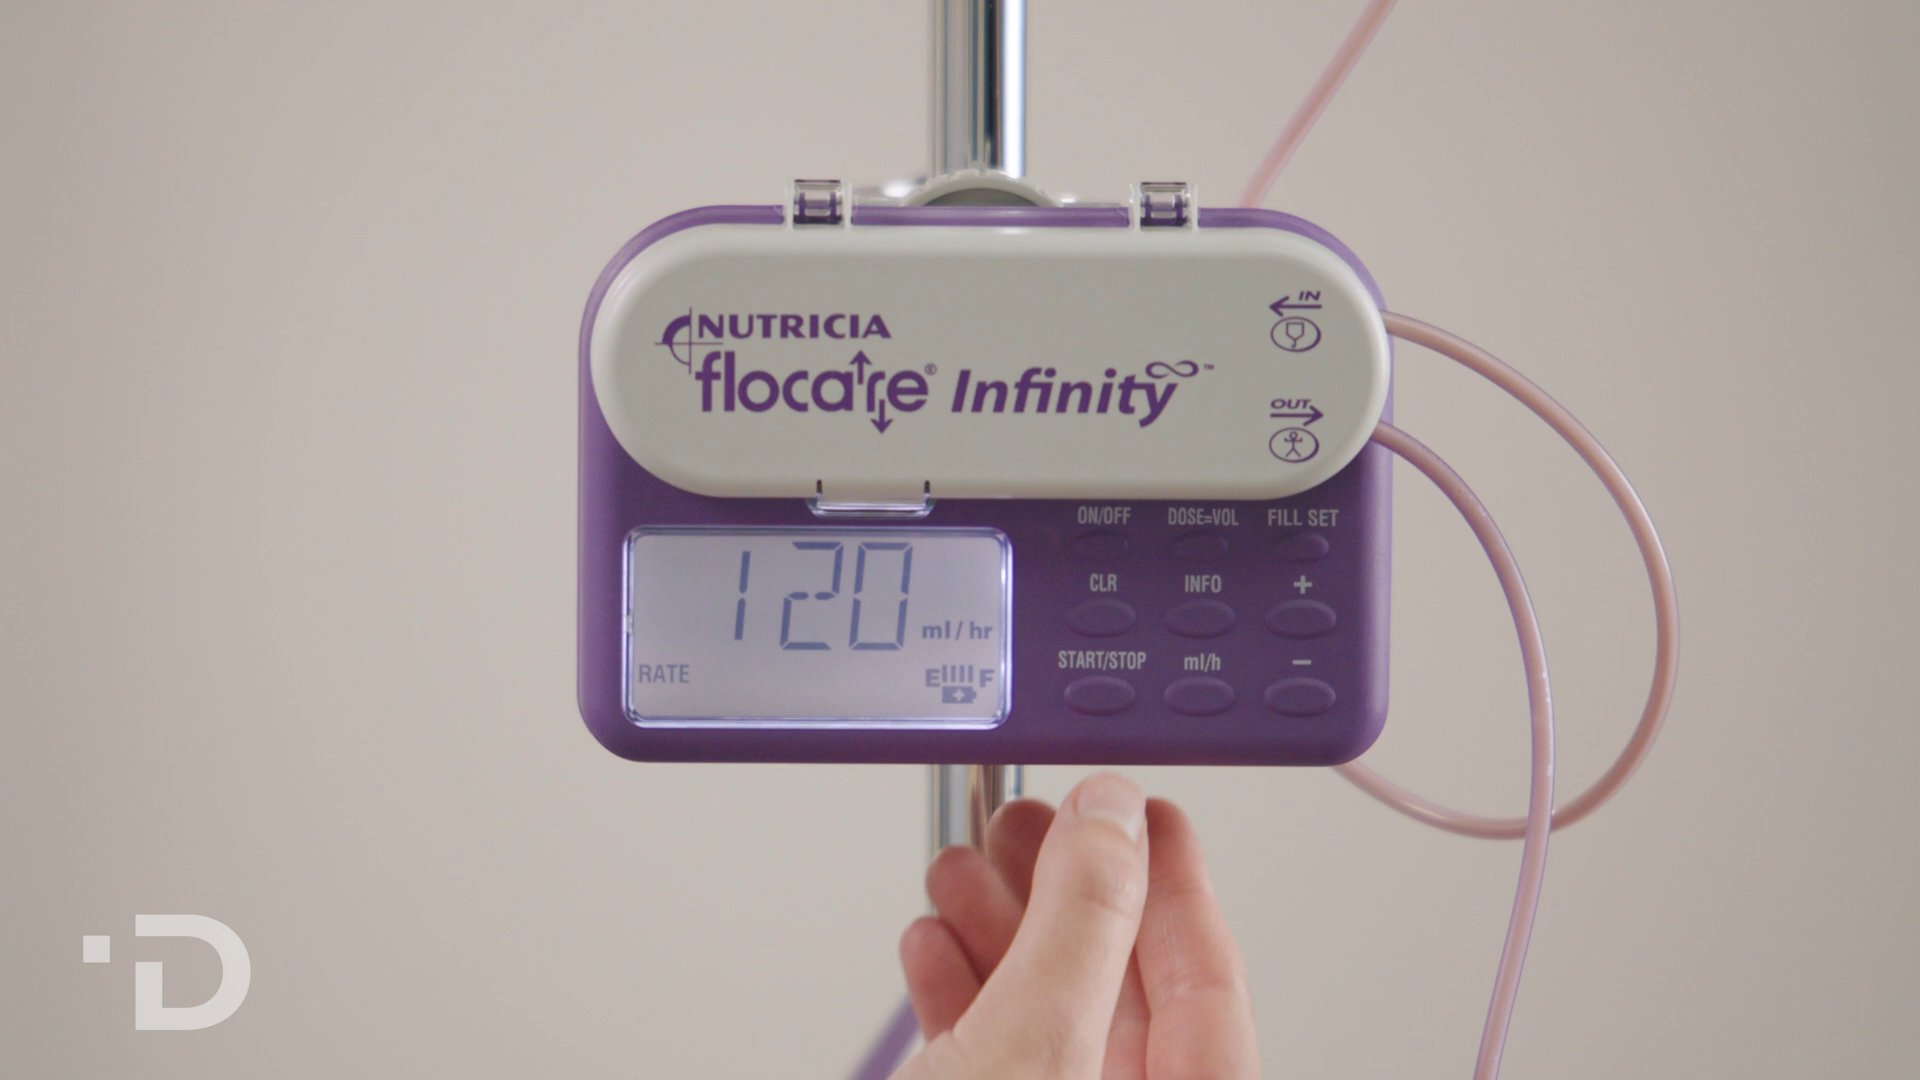 NUTRICIA
flocare® Infinity™
IN
OUT
ON/OFF DOSE=VOL FILL SET
CLR INFO +
START/STOP ml/h −
120 ml/hr
RATE E F
D